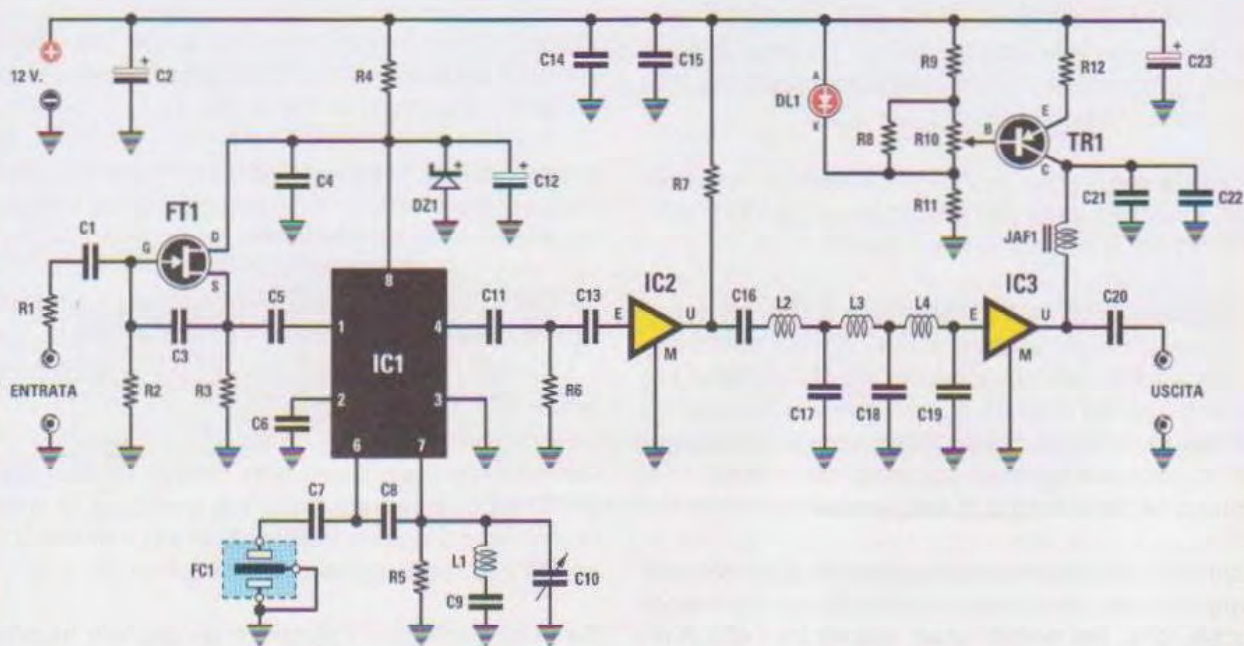 12 V.
C2
R4
C14
C15
A
DL1
K
R9
R8
R10
R11
R12
E
B
C
TR1
C23
C21
C22
JAF1
C4
DZ1
C12
R7
FT1
G
D
S
C1
R1
ENTRATA
R2
C3
R3
C5
C6
IC1
8
1
2
4
3
6
7
C11
C13
R6
IC2
E
U
M
C16
L2
L3
L4
C17
C18
C19
IC3
E
U
M
C20
USCITA
C7
C8
FC1
R5
L1
C9
C10